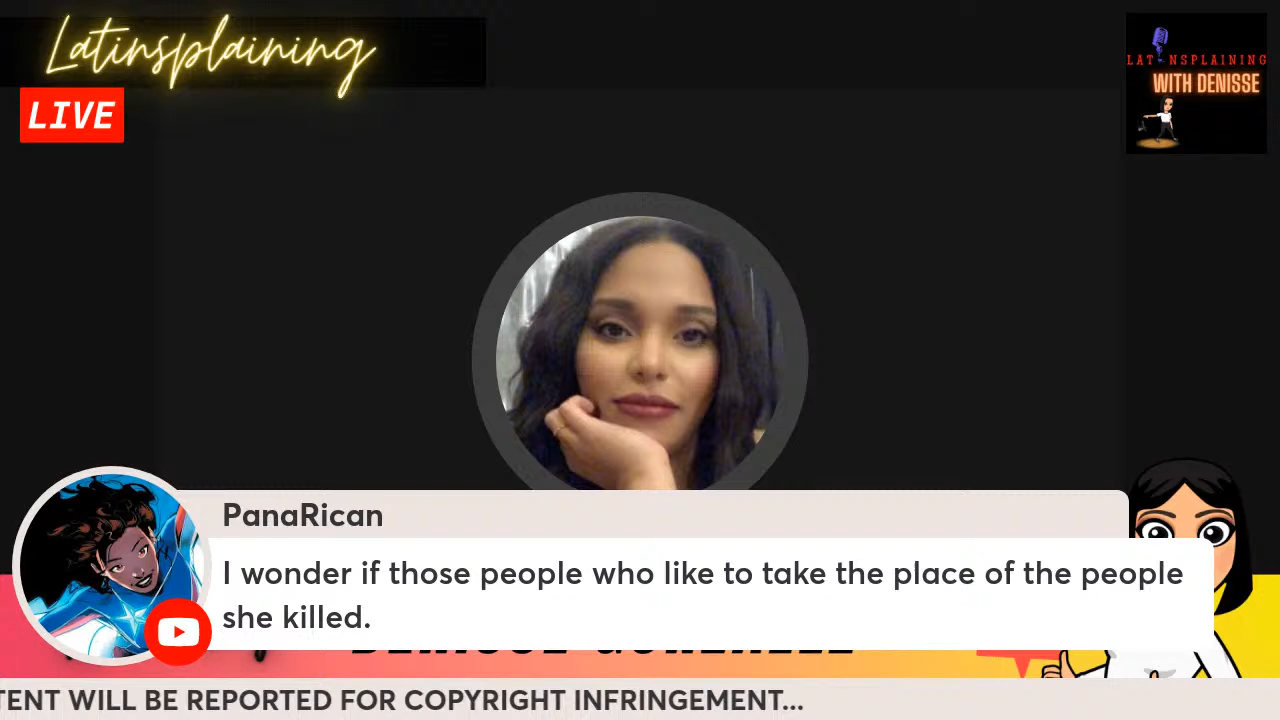 Latinsplaining
LIVE
LATINSPLAINING
WITH DENISSE
PanaRican
I wonder if those people who like to take the place of the people
she killed.
TENT WILL BE REPORTED FOR COPYRIGHT INFRINGEMENT...